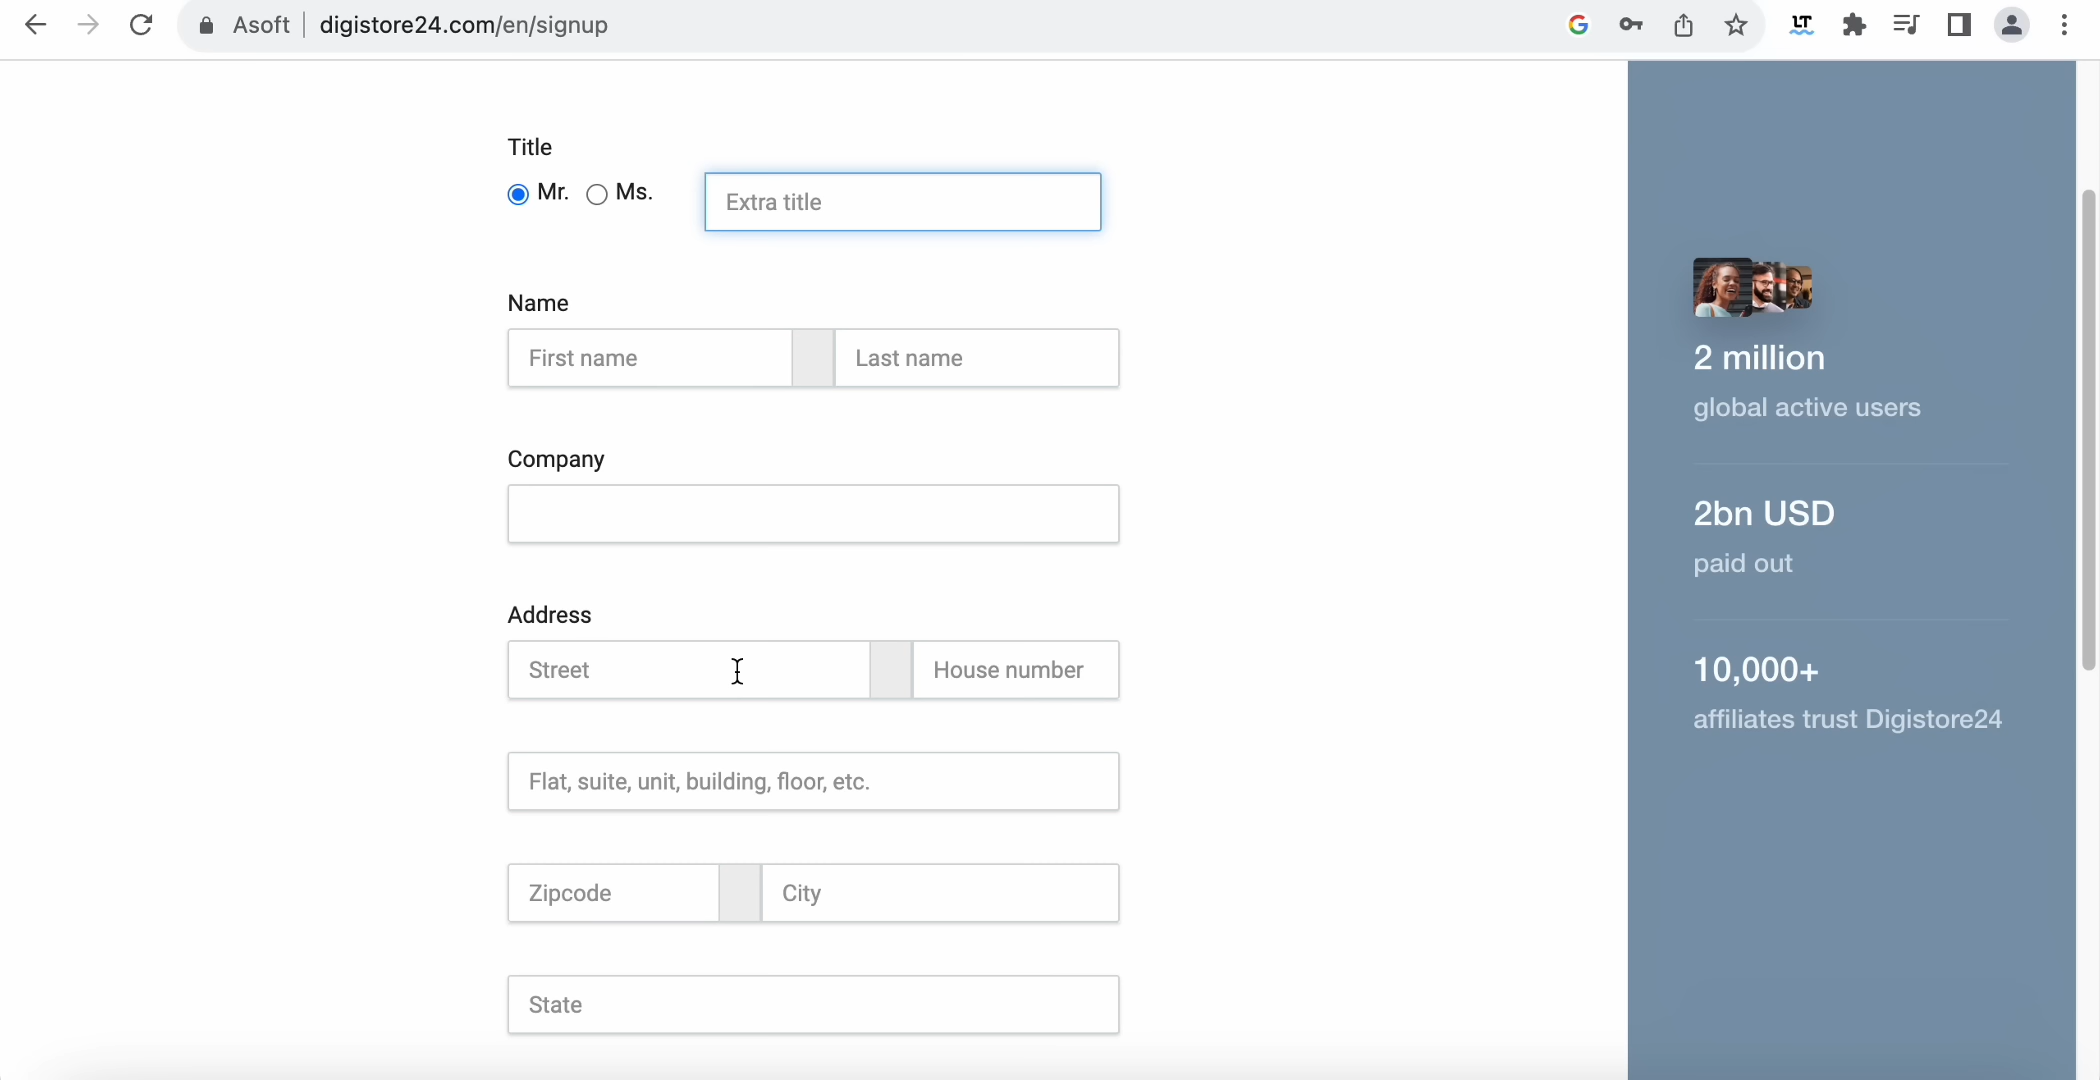 Asoft digistore24.com/en/signup
Title
Mr. Ms. Extra title
Name
First name Last name
Company
Address
Street House number
Flat, suite, unit, building, floor, etc.
Zipcode City
State
2 million
global active users
2bn USD
paid out
10,000+
affiliates trust Digistore24
G
LT